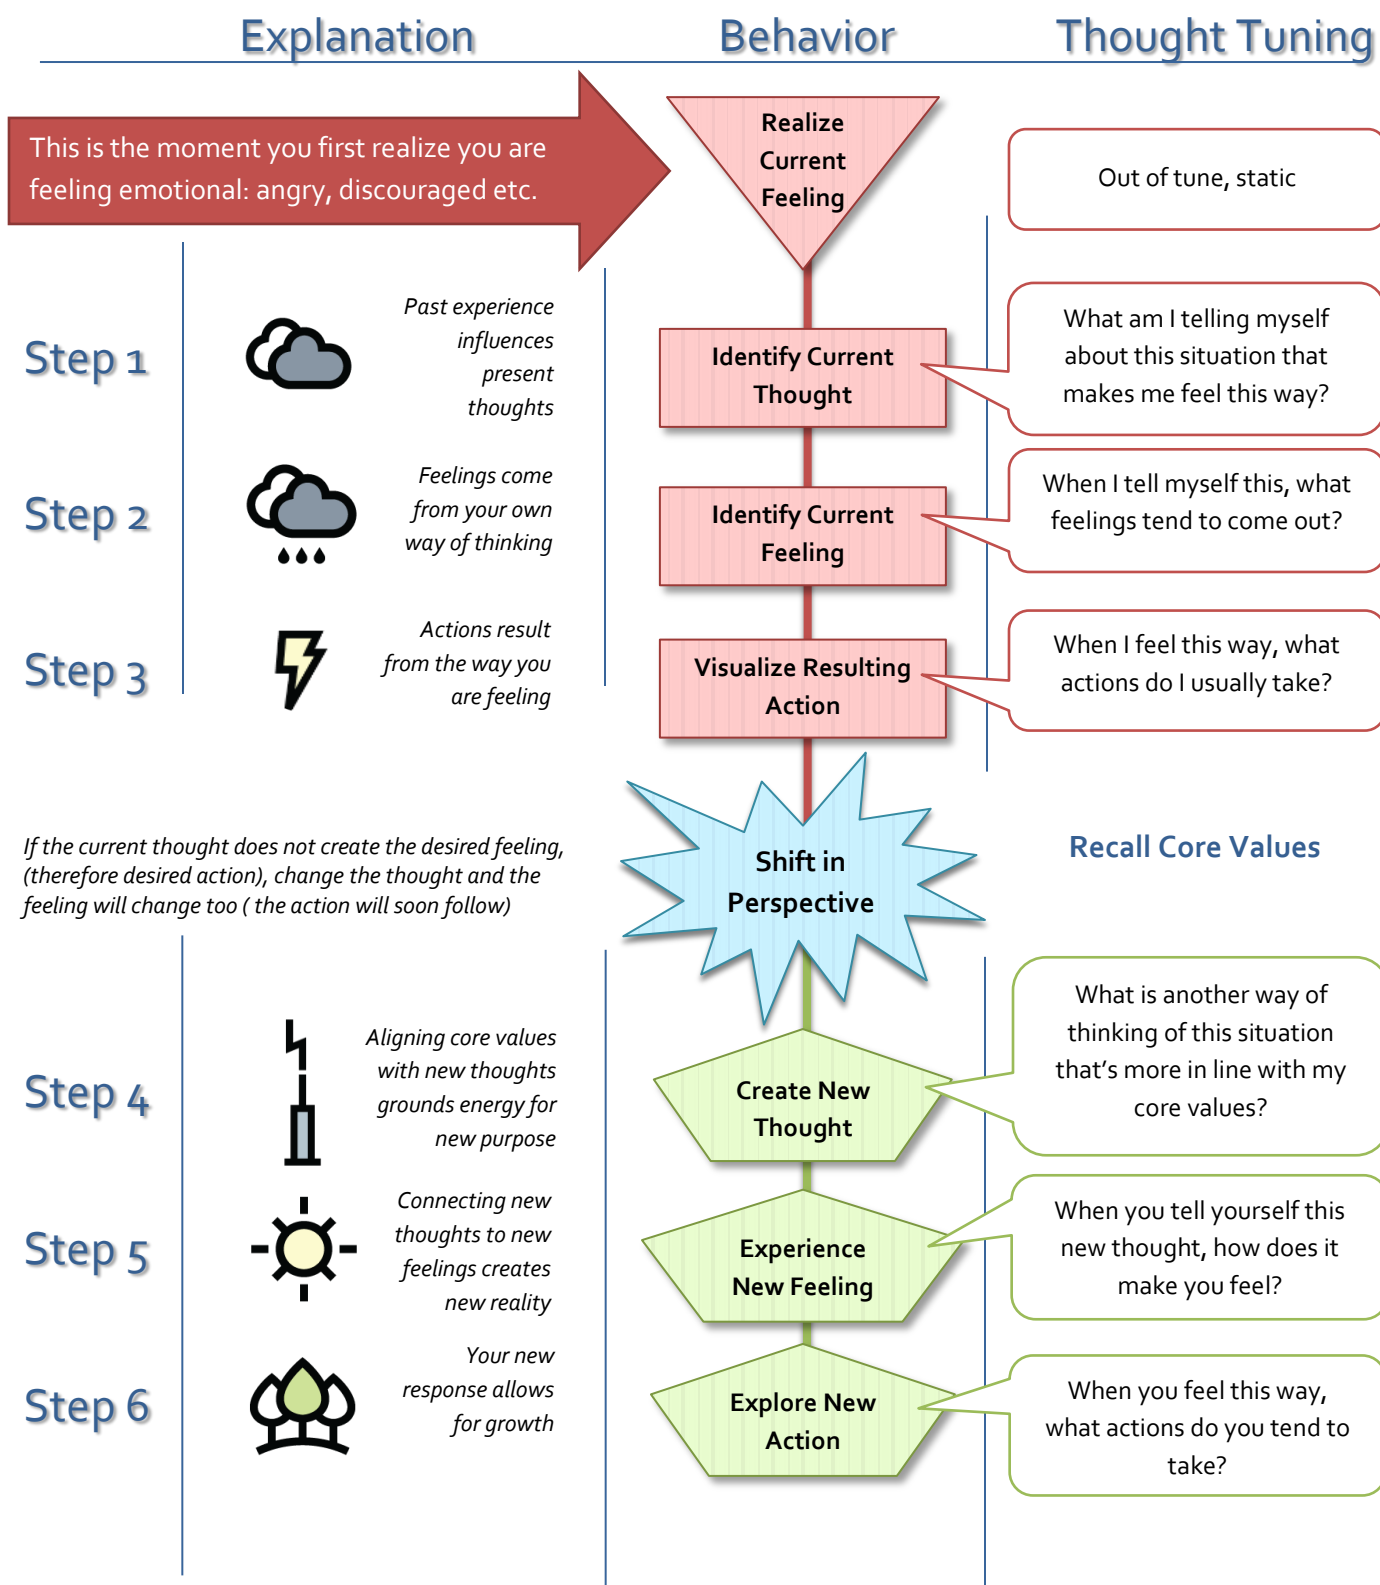 Explanation
Behavior
Thought Tuning
This is the moment you first realize you are
feeling emotional: angry, discouraged etc.
Realize
Current
Feeling
Out of tune, static
Step 1
Past experience
influences
present
thoughts
Identify Current
Thought
What am I telling myself
about this situation that
makes me feel this way?
Step 2
Feelings come
from your own
way of thinking
Identify Current
Feeling
When I tell myself this, what
feelings tend to come out?
Step 3
Actions result
from the way you
are feeling
Visualize Resulting
Action
When I feel this way, what
actions do I usually take?
If the current thought does not create the desired feeling,
(therefore desired action), change the thought and the
feeling will change too ( the action will soon follow)
Shift in
Perspective
Recall Core Values
Step 4
Aligning core values
with new thoughts
grounds energy for
new purpose
Create New
Thought
What is another way of
thinking of this situation
that's more in line with my
core values?
Step 5
Connecting new
thoughts to new
feelings creates
new reality
Experience
New Feeling
When you tell yourself this
new thought, how does it
make you feel?
Step 6
Your new
response allows
for growth
Explore New
Action
When you feel this way,
what actions do you tend to
take?